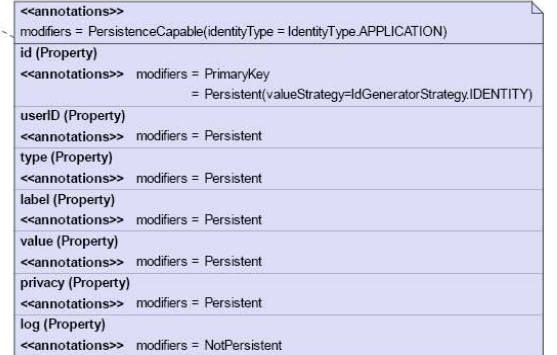 <<annotations>>
modifiers = PersistenceCapable(identityType = IdentityType.APPLICATION)
id (Property)
<<annotations>> modifiers = PrimaryKey
= Persistent(valueStrategy=IdGeneratorStrategy.IDENTITY)
userID (Property)
<<annotations>> modifiers = Persistent
type (Property)
<<annotations>> modifiers = Persistent
label (Property)
<<annotations>> modifiers = Persistent
value (Property)
<<annotations>> modifiers = Persistent
privacy (Property)
<<annotations>> modifiers = Persistent
log (Property)
<<annotations>> modifiers = NotPersistent